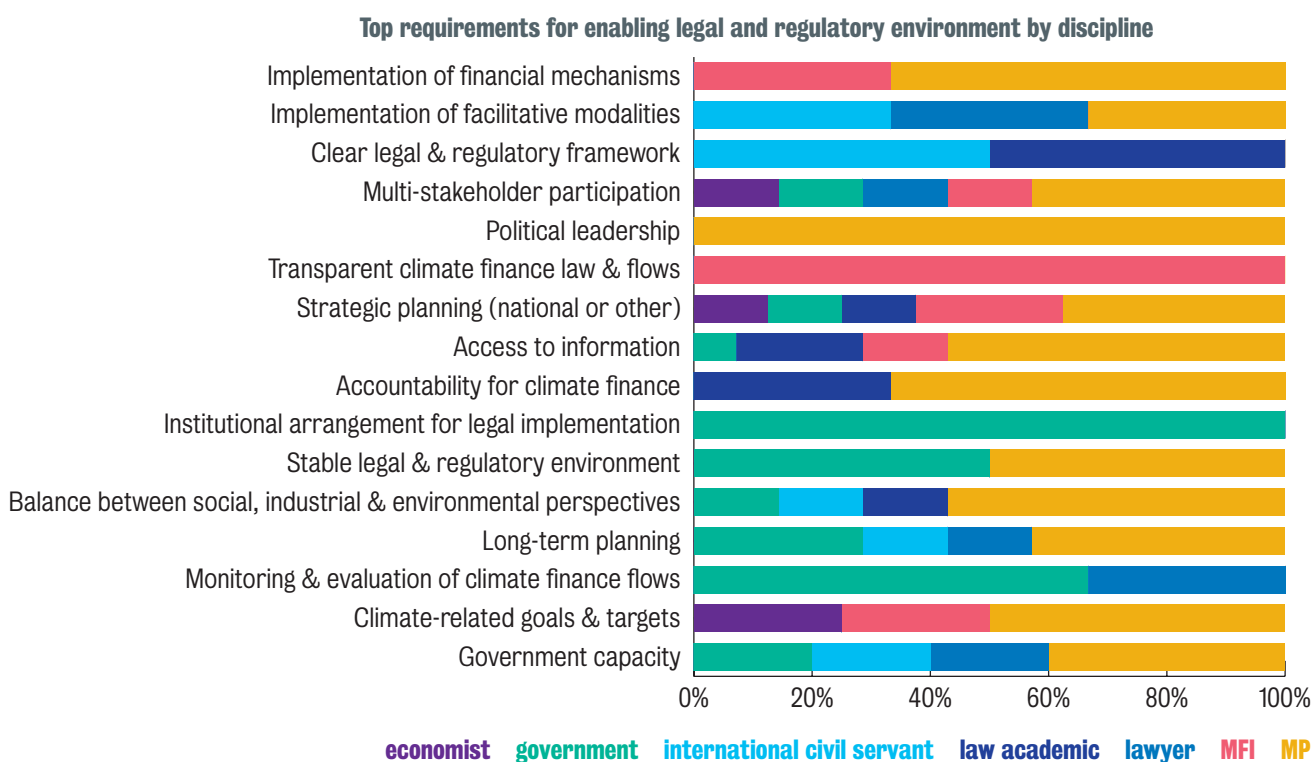 Top requirements for enabling legal and regulatory environment by discipline
Implementation of financial mechanisms
Implementation of facilitative modalities
Clear legal & regulatory framework
Multi-stakeholder participation
Political leadership
Transparent climate finance law & flows
Strategic planning (national or other)
Access to information
Accountability for climate finance
Institutional arrangement for legal implementation
Stable legal & regulatory environment
Balance between social, industrial & environmental perspectives
Long-term planning
Monitoring & evaluation of climate finance flows
Climate-related goals & targets
Government capacity
0% 20% 40% 60% 80% 100%
economist government international civil servant law academic lawyer MFI MP